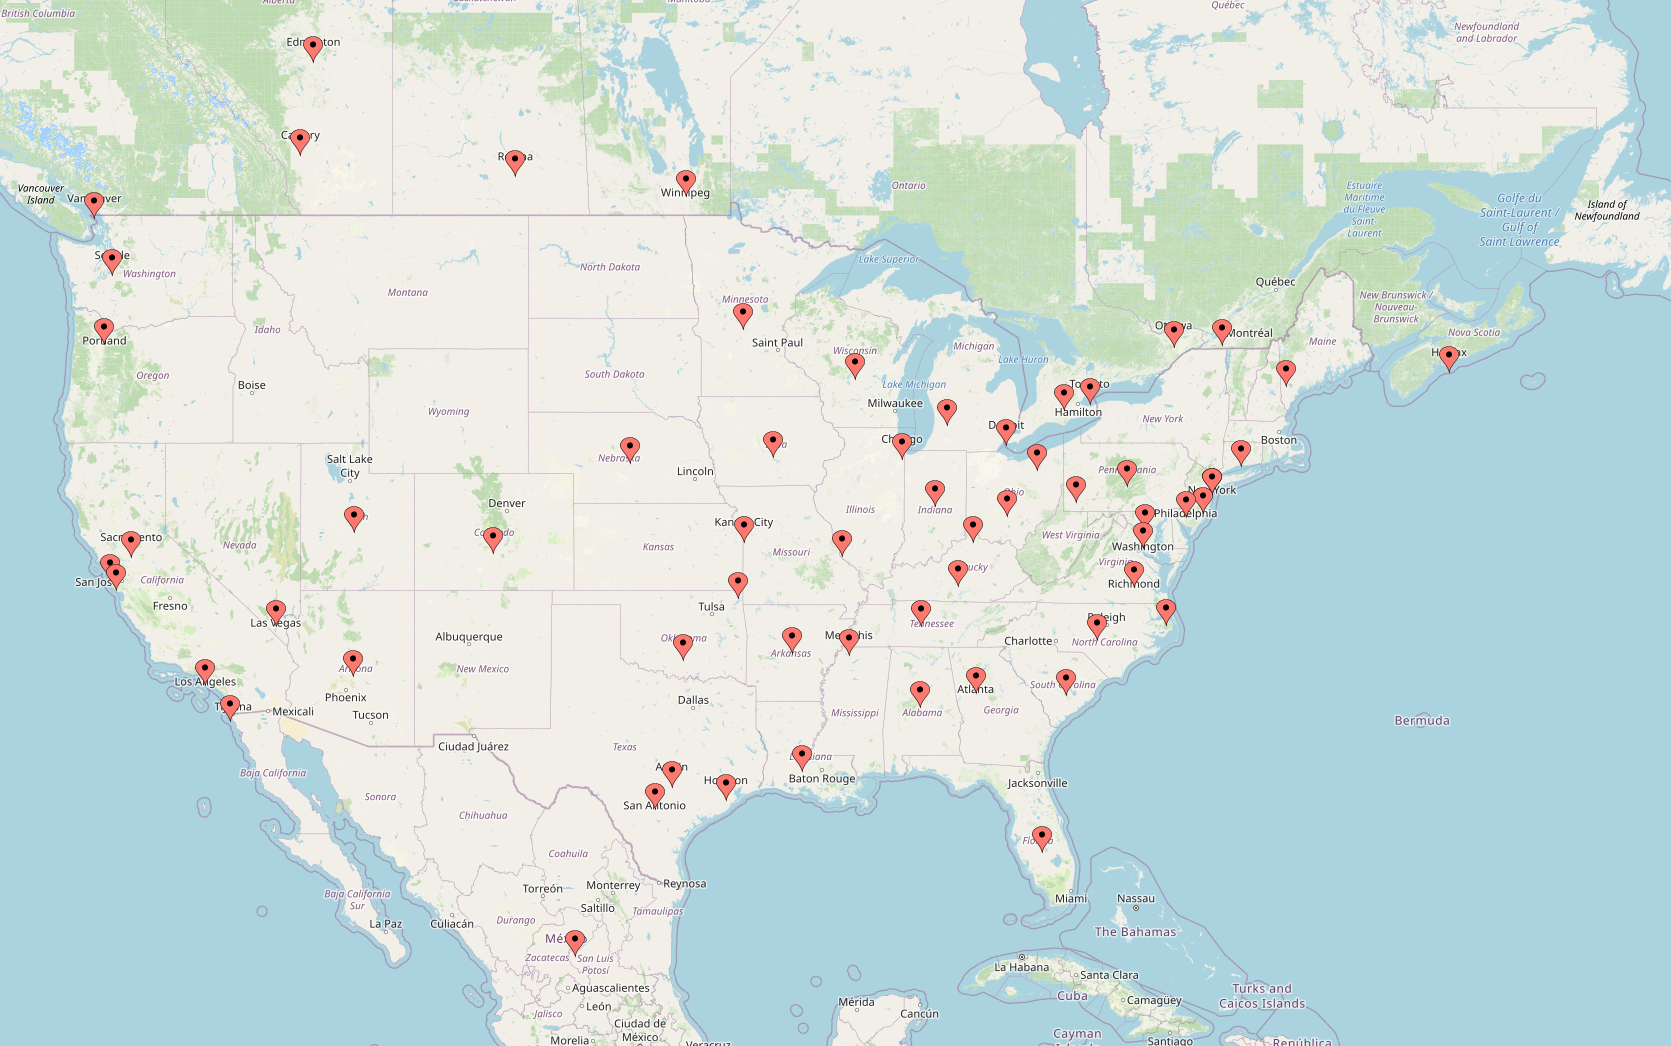 British Columbia
Alberta
Québec
Newfoundland
and Labrador
Vancouver
Island
Winnipeg
Ontario
Estuaire
Maritime
du Fleuve
Saint-
Laurent
Golfe du
Saint-Laurent /
Gulf of
Saint Lawrence
Island of
Newfoundland
Washington
North Dakota
Montana
Lake Superior
Québec
Minnesota
New Brunswick /
Nouveau-
Brunswick
Idaho
Portland
Saint Paul
Wisconsin
Michigan
Lake Huron
Montréal
Maine
Nova Scotia
Oregon
Boise
South Dakota
Wyoming
Lake Michigan
Milwaukee
Hamilton
New York
Boston
Salt Lake
City
Nebraska
Lincoln
Denver
Illinois
Indiana
Philadelphia
Nevada
Kansas
Missouri
West Virginia
Washington
California
Virginia
Richmond
Fresno
Las Vegas
Tulsa
Albuquerque
Tennessee
Charlotte
North Carolina
Arkansas
New Mexico
Los Angeles
Phoenix
Tucson
Mexicali
Dallas
Mississippi
Alabama
Atlanta
Georgia
Bermuda
Ciudad Juárez
Texas
Baja California
Sonora
Chihuahua
San Antonio
Baton Rouge
Jacksonville
Coahuila
Torreón
Monterrey
Reynosa
Saltillo
Baja California
Sur
Durango
Tamaulipas
La Paz
Culiacán
Miami
Nassau
The Bahamas
Zacatecas
San Luis
Potosí
La Habana
Santa Clara
Cuba
Camagüey
Turks and
Caicos Islands
Aguascalientes
León
Jalisco
Ciudad de
México
Morelia
Veracruz
Mérida
Cancún
Cayman
Santiago
República